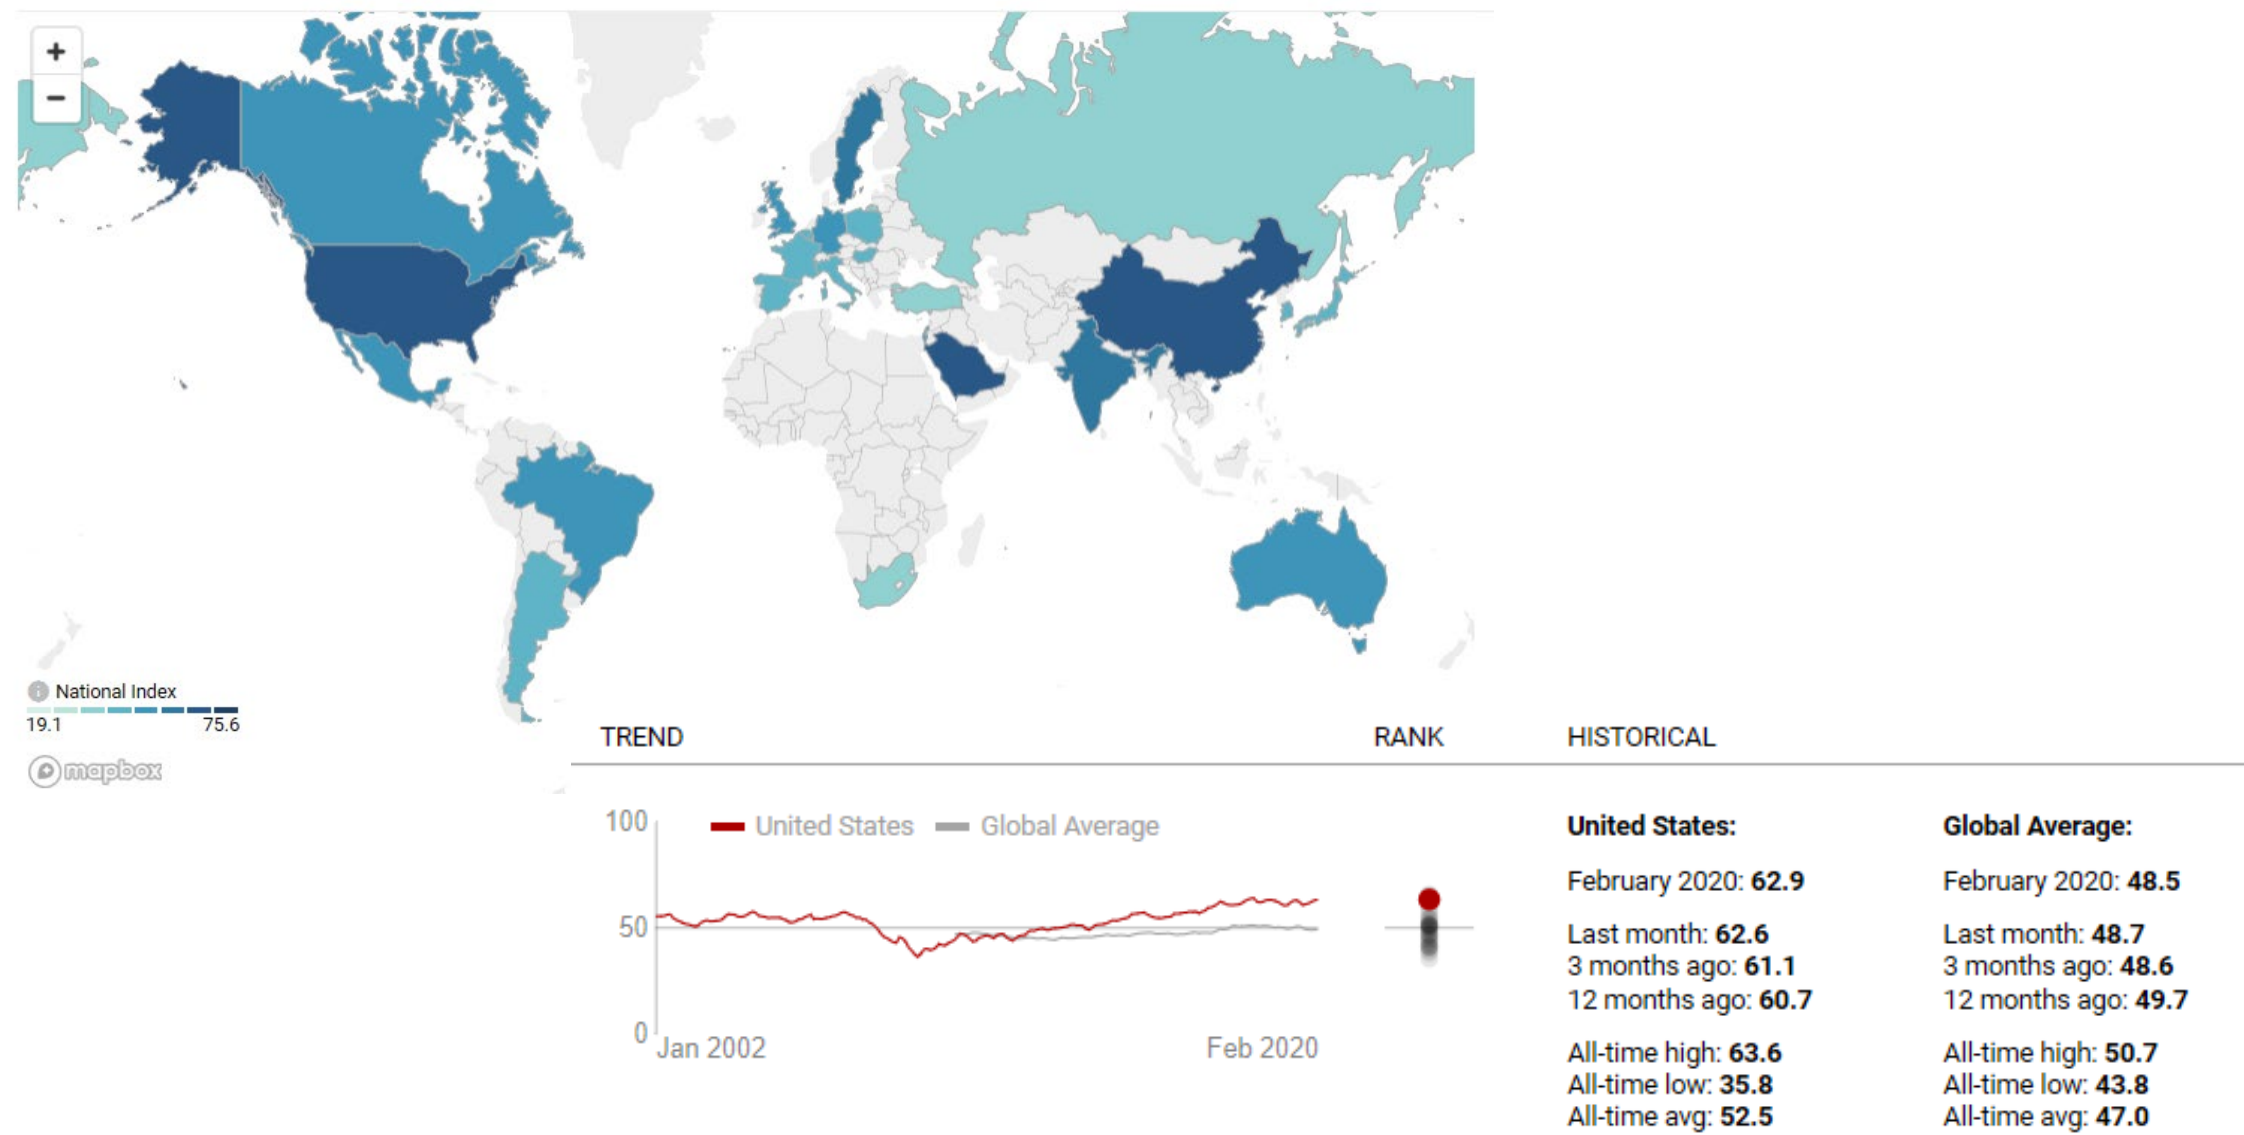 +
−
National Index
19.1 75.6
mapbox
TREND RANK HISTORICAL
100
50
0
United States Global Average
Jan 2002 Feb 2020
United States:
February 2020: 62.9
Last month: 62.6
3 months ago: 61.1
12 months ago: 60.7
All-time high: 63.6
All-time low: 35.8
All-time avg: 52.5
Global Average:
February 2020: 48.5
Last month: 48.7
3 months ago: 48.6
12 months ago: 49.7
All-time high: 50.7
All-time low: 43.8
All-time avg: 47.0